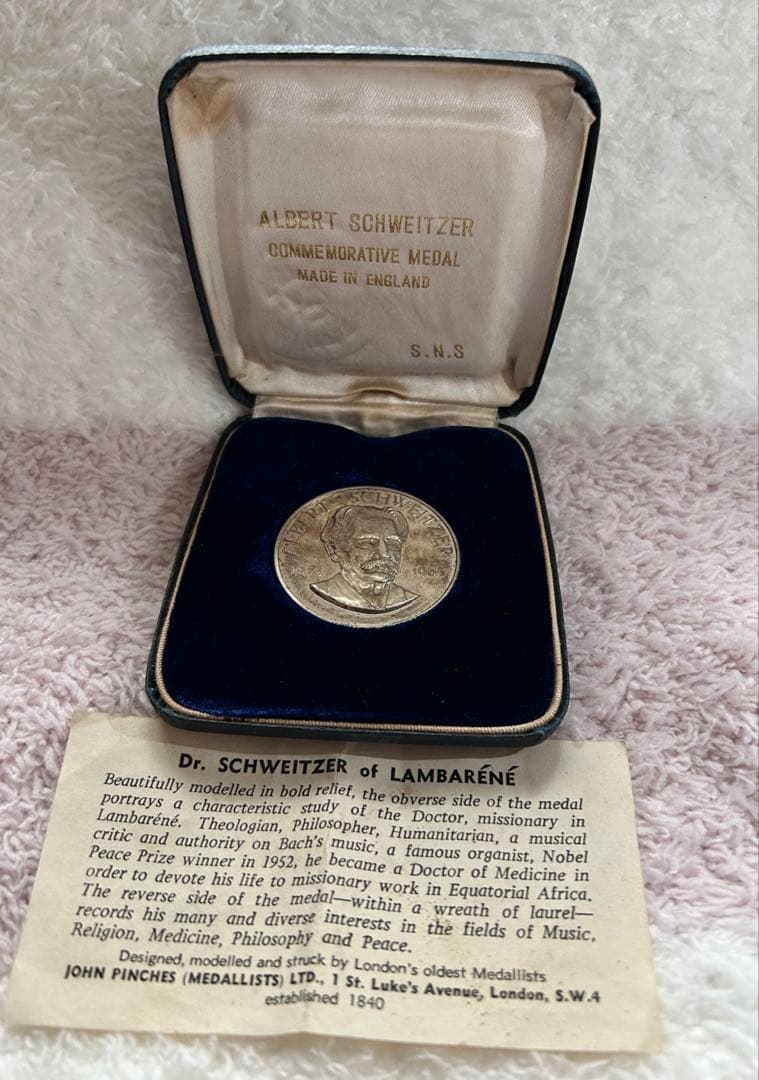 ALBERT SCHWEITZER
COMMEMORATIVE MEDAL
MADE IN ENGLAND
S.N.S
ALBERT SCHWEITZER
Dr. SCHWEITZER of LAMBARÉNÉ
Beautifully modelled in bold relief, the obverse side of the medal
portrays a characteristic study of the Doctor, missionary in
Lambaréné. Theologian, Philosopher, Humanitarian, a musical
critic and authority on Bach's music, a famous organist, Nobel
Peace Prize winner in 1952, he became a Doctor of Medicine in
order to devote his life to missionary work in Equatorial Africa.
The reverse side of the medal—within a wreath of laurel—
records his many and diverse interests in the fields of Music,
Religion, Medicine, Philosophy and Peace.
Designed, modelled and struck by London's oldest Medallists
JOHN PINCHES (MEDALLISTS) LTD., 1 St. Luke's Avenue, London, S.W.4
established 1840